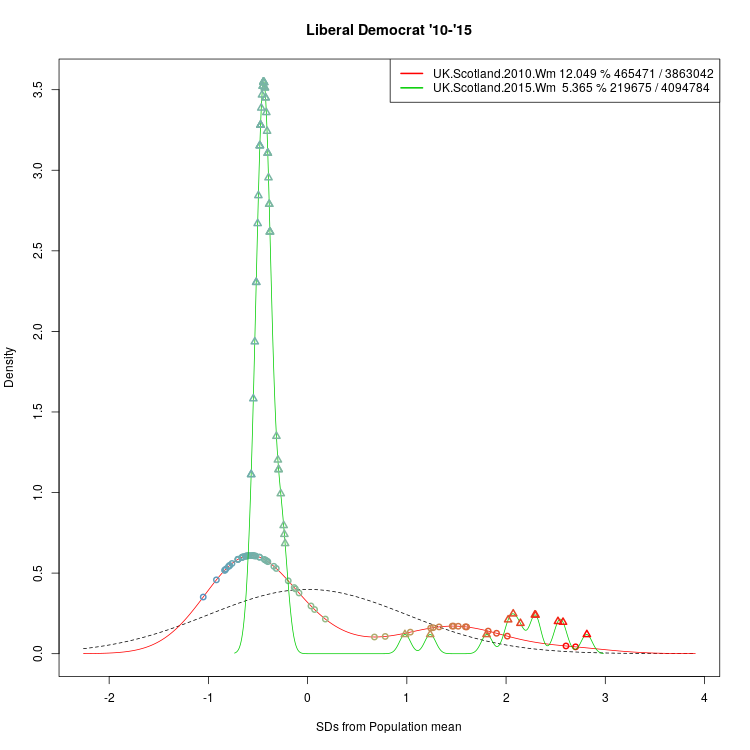 Liberal Democrat '10-'15
UK.Scotland.2010.Wm 12.049 % 465471 / 3863042
UK.Scotland.2015.Wm 5.365 % 219675 / 4094784
Density
3.5
3.0
2.5
2.0
1.5
1.0
0.5
0.0
-2 -1 0 1 2 3 4
SDs from Population mean